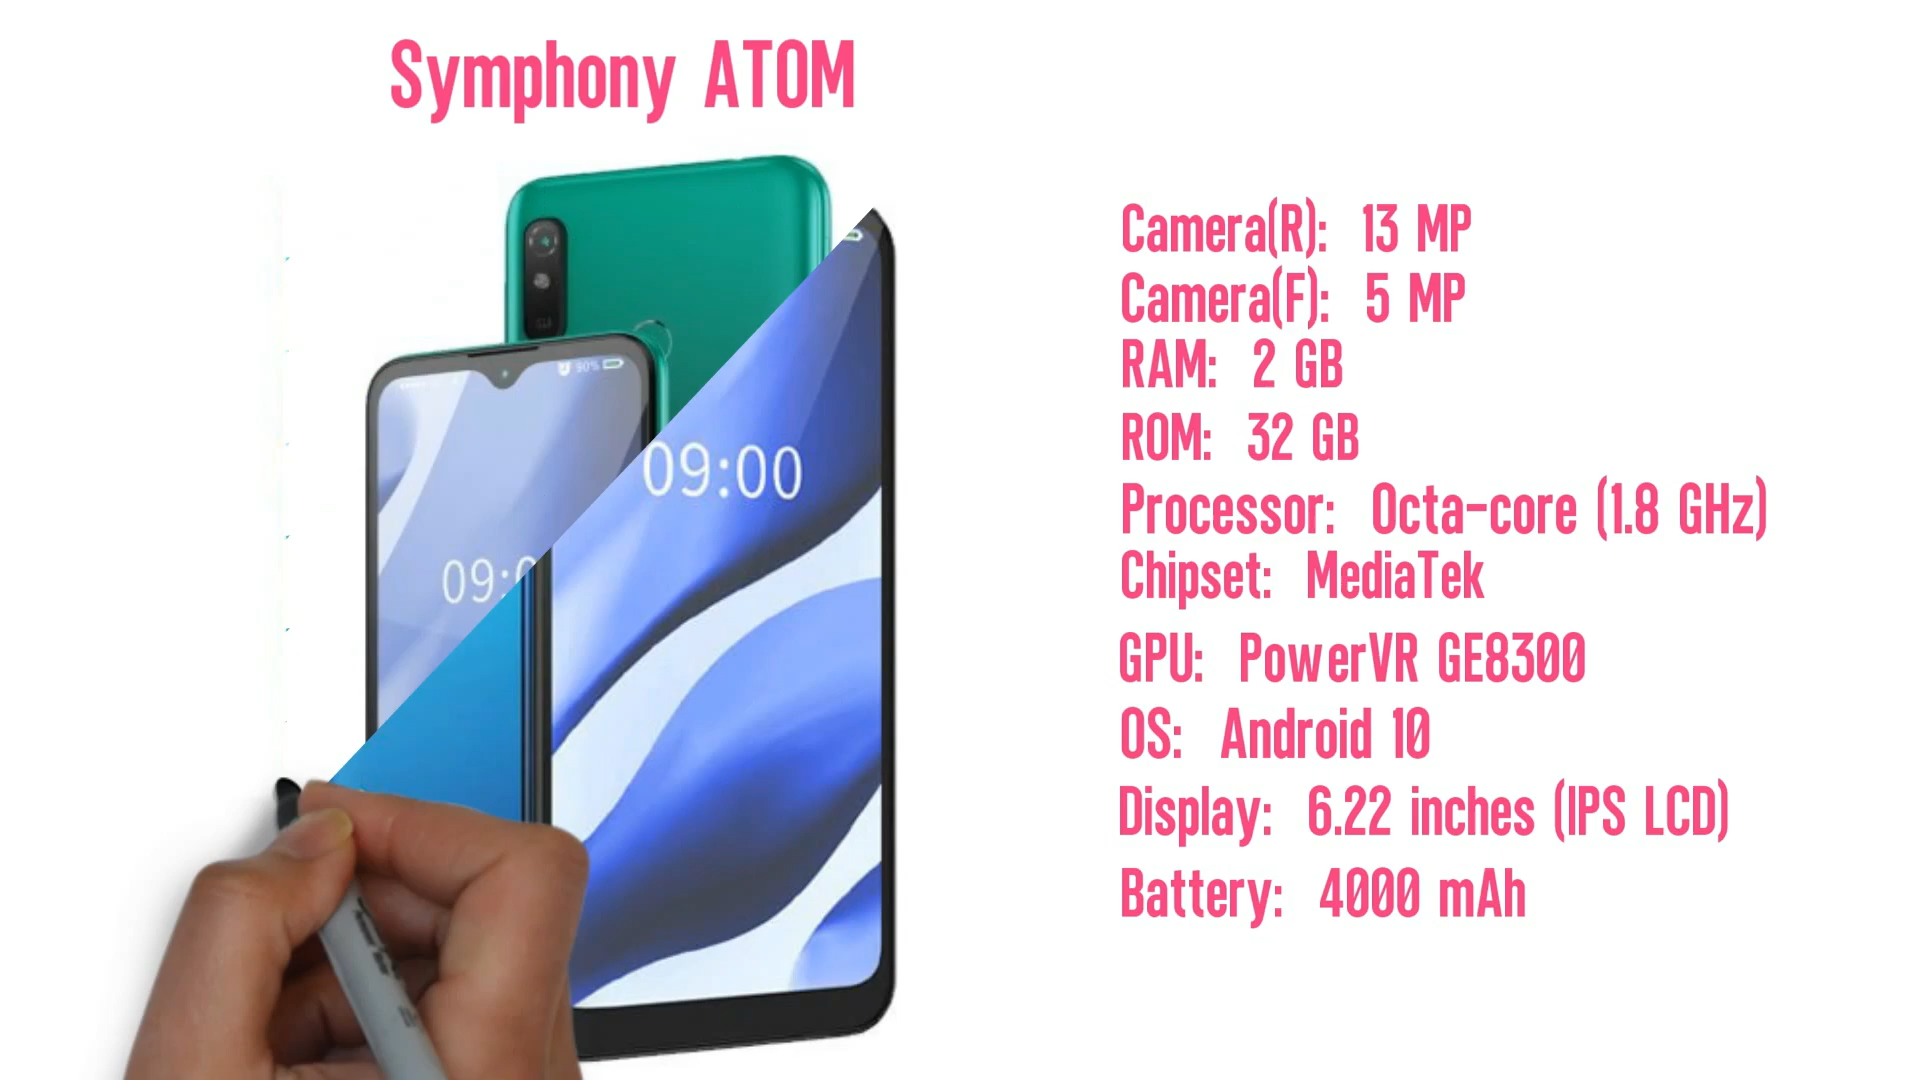 Symphony ATOM
90%
09:00
09:0
Camera(R): 13 MP
Camera(F): 5 MP
RAM: 2 GB
ROM: 32 GB
Processor: Octa-core (1.8 GHz)
Chipset: MediaTek
GPU: PowerVR GE8300
OS: Android 10
Display: 6.22 inches (IPS LCD)
Battery: 4000 mAh